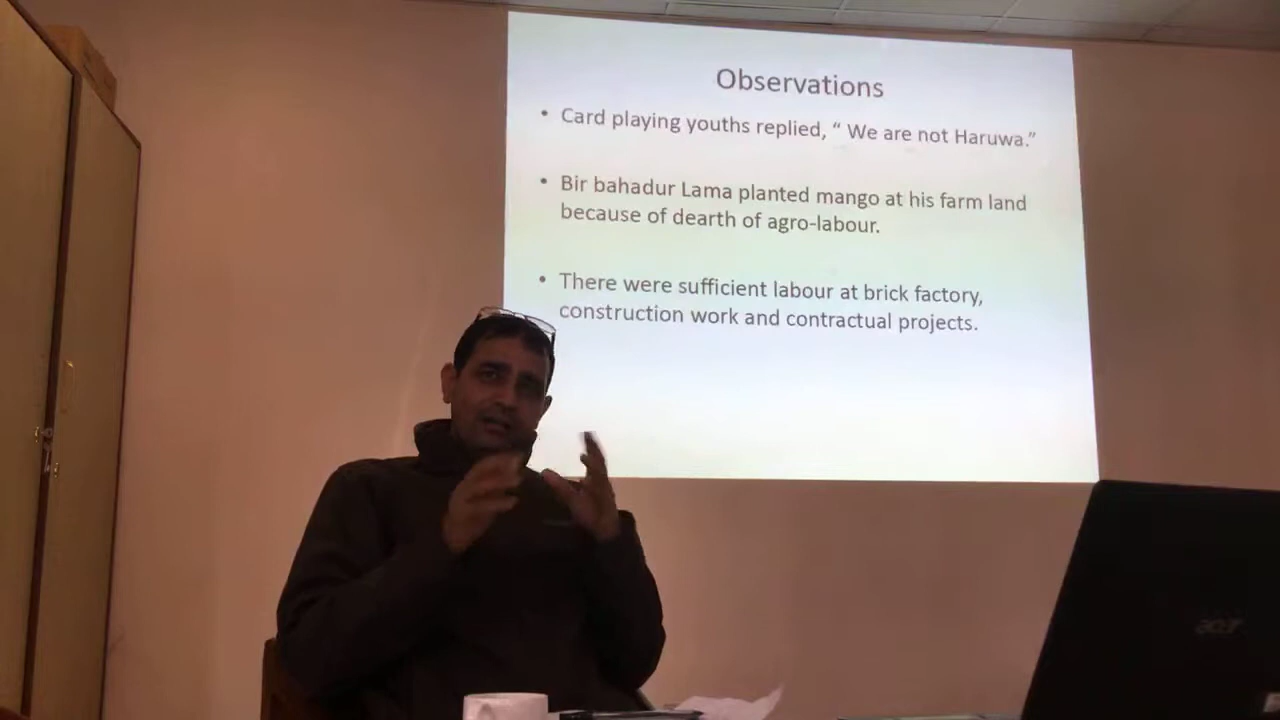 Observations
• Card playing youths replied, “ We are not Haruwa.”
• Bir bahadur Lama planted mango at his farm land
because of dearth of agro-labour.
• There were sufficient labour at brick factory,
construction work and contractual projects.
acer